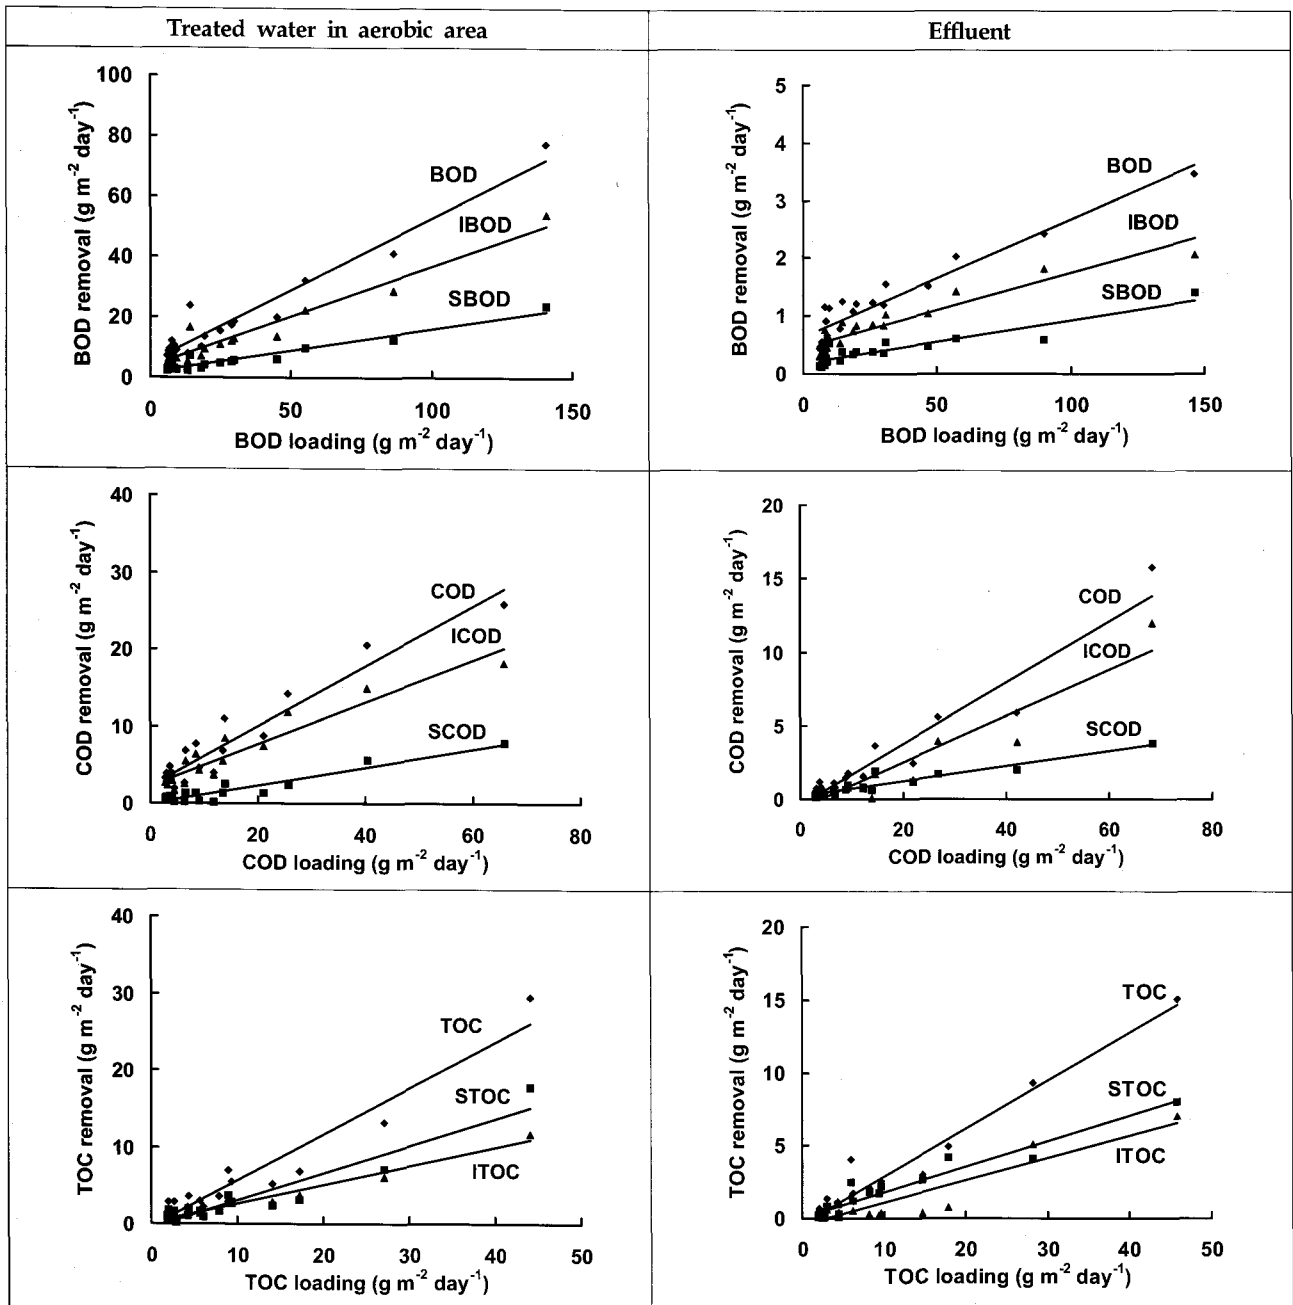 Treated water in aerobic area
Effluent
BOD removal (g m⁻² day⁻¹)
100
80
60
40
20
0
BOD
IBOD
SBOD
0 50 100 150
BOD loading (g m⁻² day⁻¹)
BOD removal (g m⁻² day⁻¹)
5
4
3
2
1
0
BOD
IBOD
SBOD
0 50 100 150
BOD loading (g m⁻² day⁻¹)
COD removal (g m⁻² day⁻¹)
40
30
20
10
0
COD
ICOD
SCOD
0 20 40 60 80
COD loading (g m⁻² day⁻¹)
COD removal (g m⁻² day⁻¹)
20
15
10
5
0
COD
ICOD
SCOD
0 20 40 60 80
COD loading (g m⁻² day⁻¹)
TOC removal (g m⁻² day⁻¹)
40
30
20
10
0
TOC
STOC
ITOC
0 10 20 30 40 50
TOC loading (g m⁻² day⁻¹)
TOC removal (g m⁻² day⁻¹)
20
15
10
5
0
TOC
STOC
ITOC
0 10 20 30 40 50
TOC loading (g m⁻² day⁻¹)